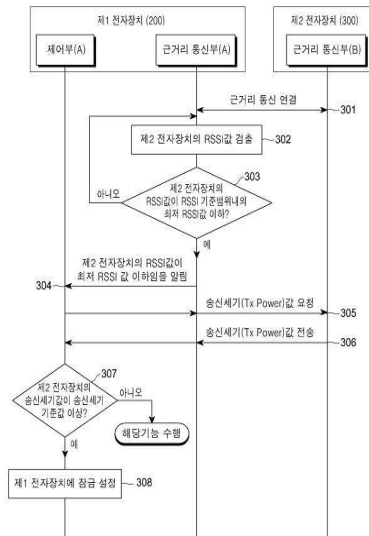 제1 전자장치 (200)
제2 전자장치 (300)
제어부(A)
근거리 통신부(A)
근거리 통신부(B)
근거리 통신 연결
301
제2 전자장치의 RSSI값 검출
302
303
제2 전자장치의
RSSI값이 RSSI 기준범위내의
최저 RSSI값 이하?
아니오
예
제2 전자장치의 RSSI값이
최저 RSSI 값 이하임을 알림
304
송신세기(Tx Power)값 요청
305
송신세기(Tx Power)값 전송
306
307
제2 전자장치의
송신세기값이 송신세기
기준값 이상?
아니오
해당기능 수행
예
제1 전자장치에 잠금 설정
308